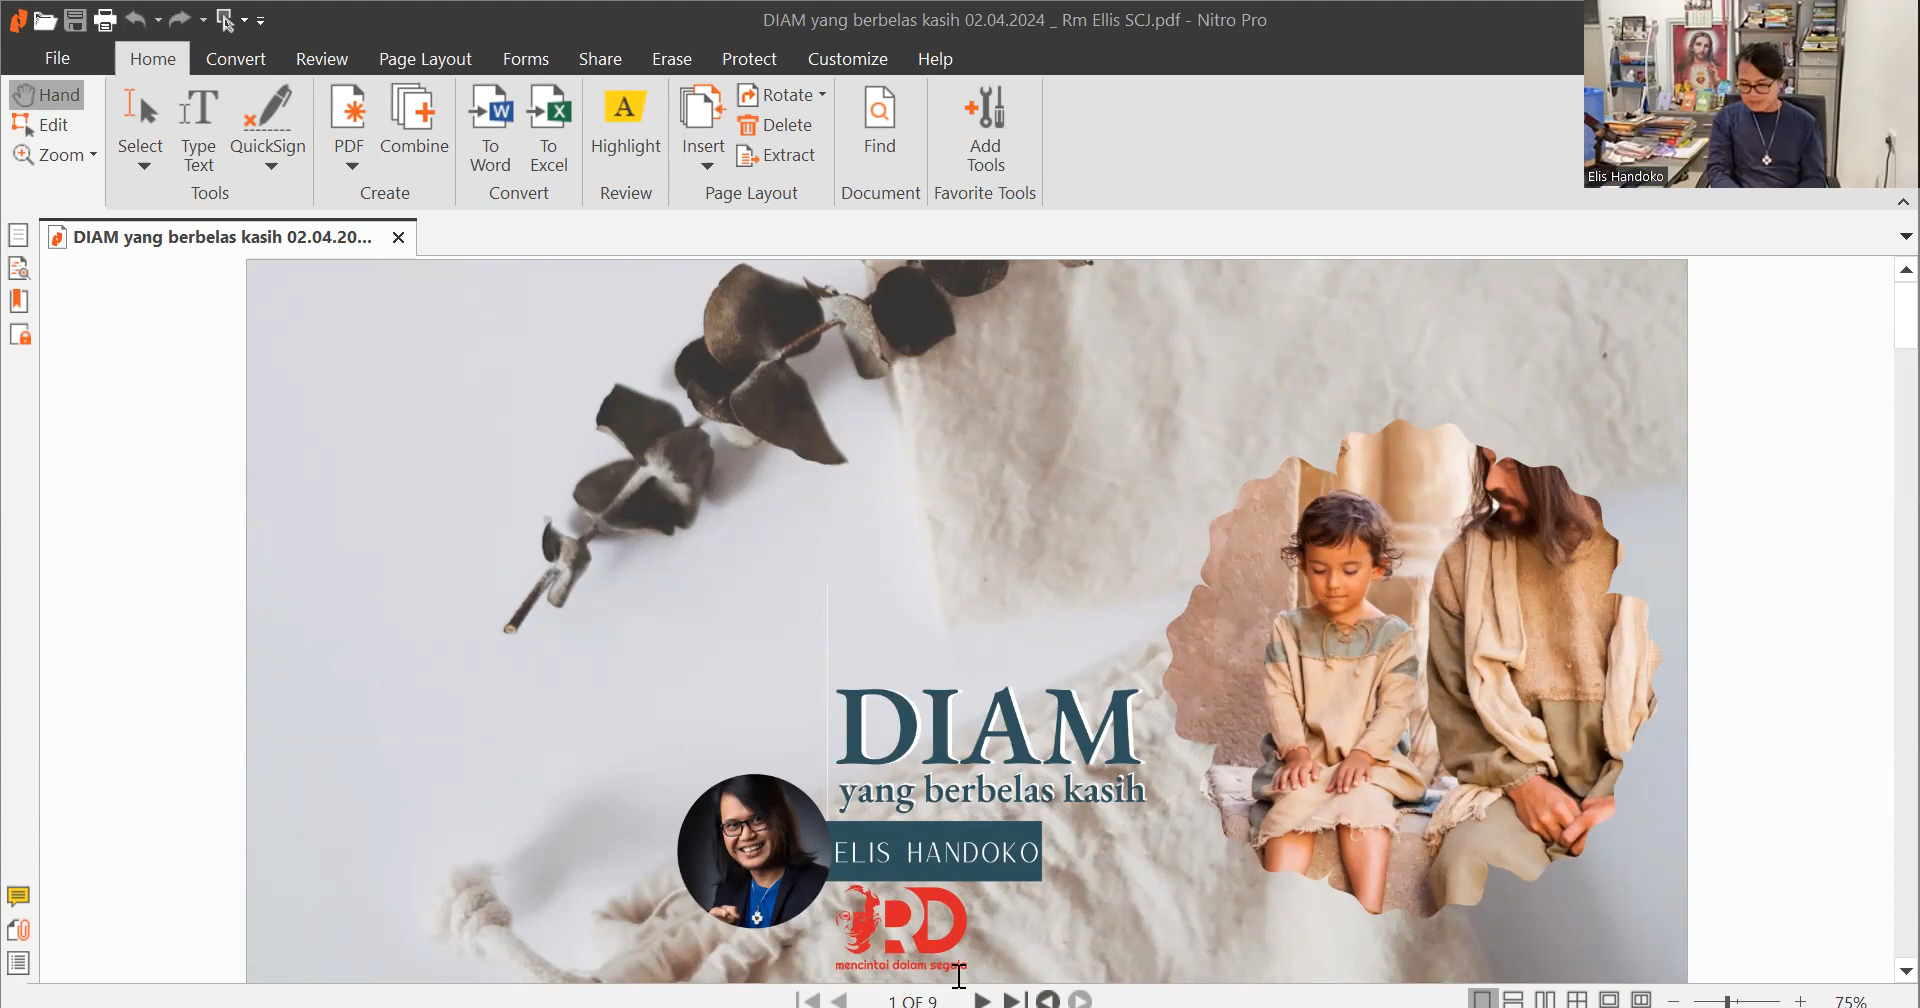 DIAM yang berbelas kasih 02.04.2024 _ Rm Ellis SCJ.pdf - Nitro Pro
File Home Convert Review Page Layout Forms Share Erase Protect Customize Help
Hand
Edit
Zoom
Select
Type Text
QuickSign
Tools
PDF
Combine
Create
To Word
To Excel
Convert
Highlight
Review
Insert
Rotate
Delete
Extract
Page Layout
Find
Document
Add Tools
Favorite Tools
Elis Handoko
DIAM yang berbelas kasih 02.04.20...
DIAM
yang berbelas kasih
ELIS HANDOKO
RD
mencintai dalam segala
1 OF 9
75%